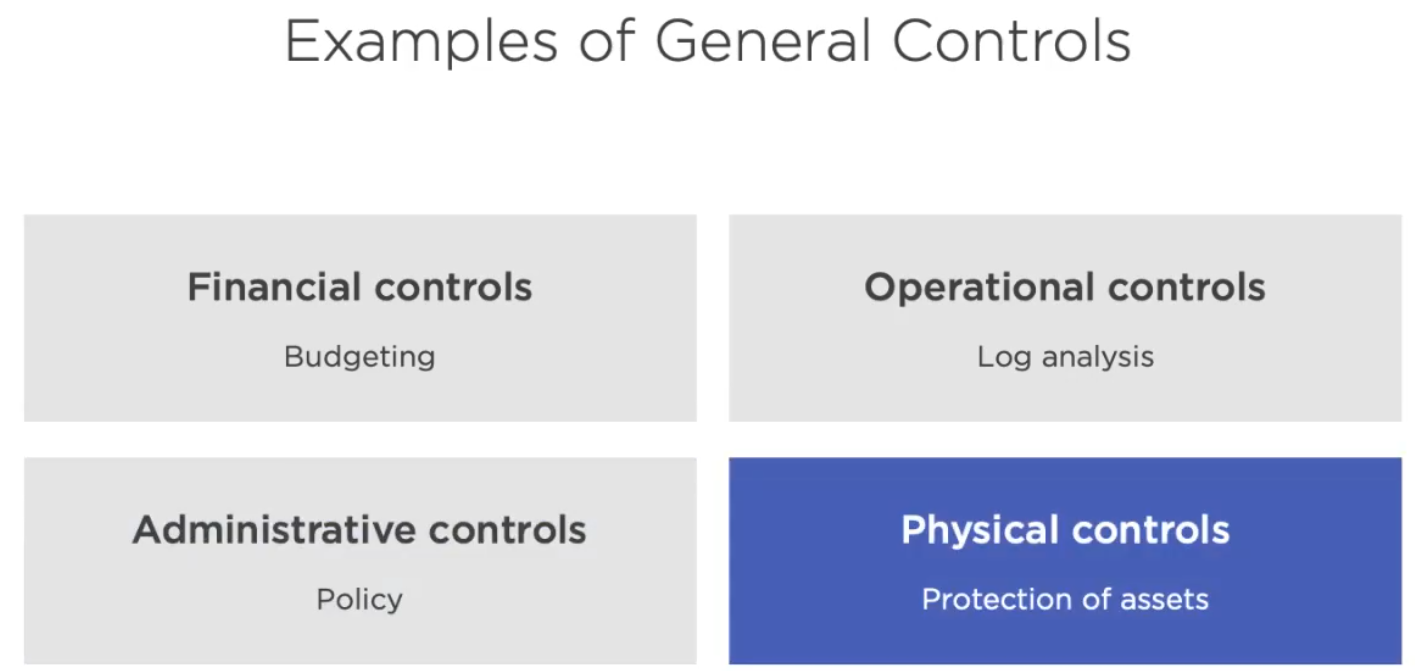 Examples of General Controls
Financial controls
Budgeting
Operational controls
Log analysis
Administrative controls
Policy
Physical controls
Protection of assets